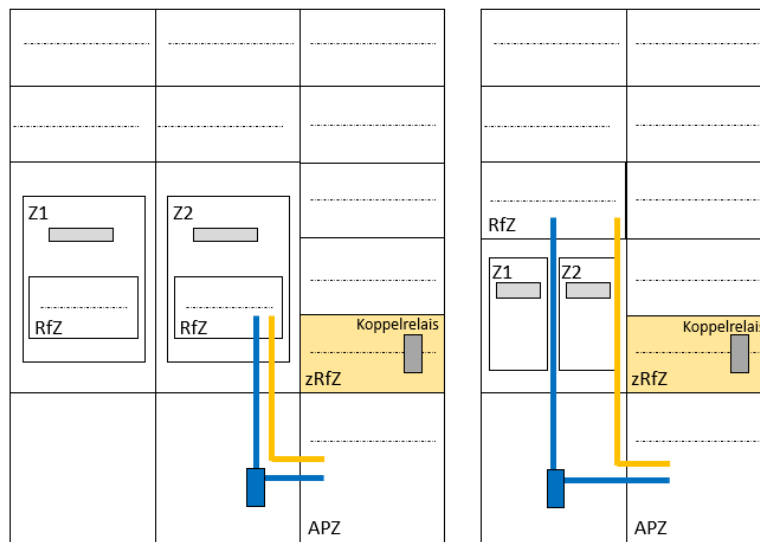 Z1
Z2
RfZ
RfZ
Koppelrelais
zRfZ
APZ
RfZ
Z1
Z2
Koppelrelais
zRfZ
APZ